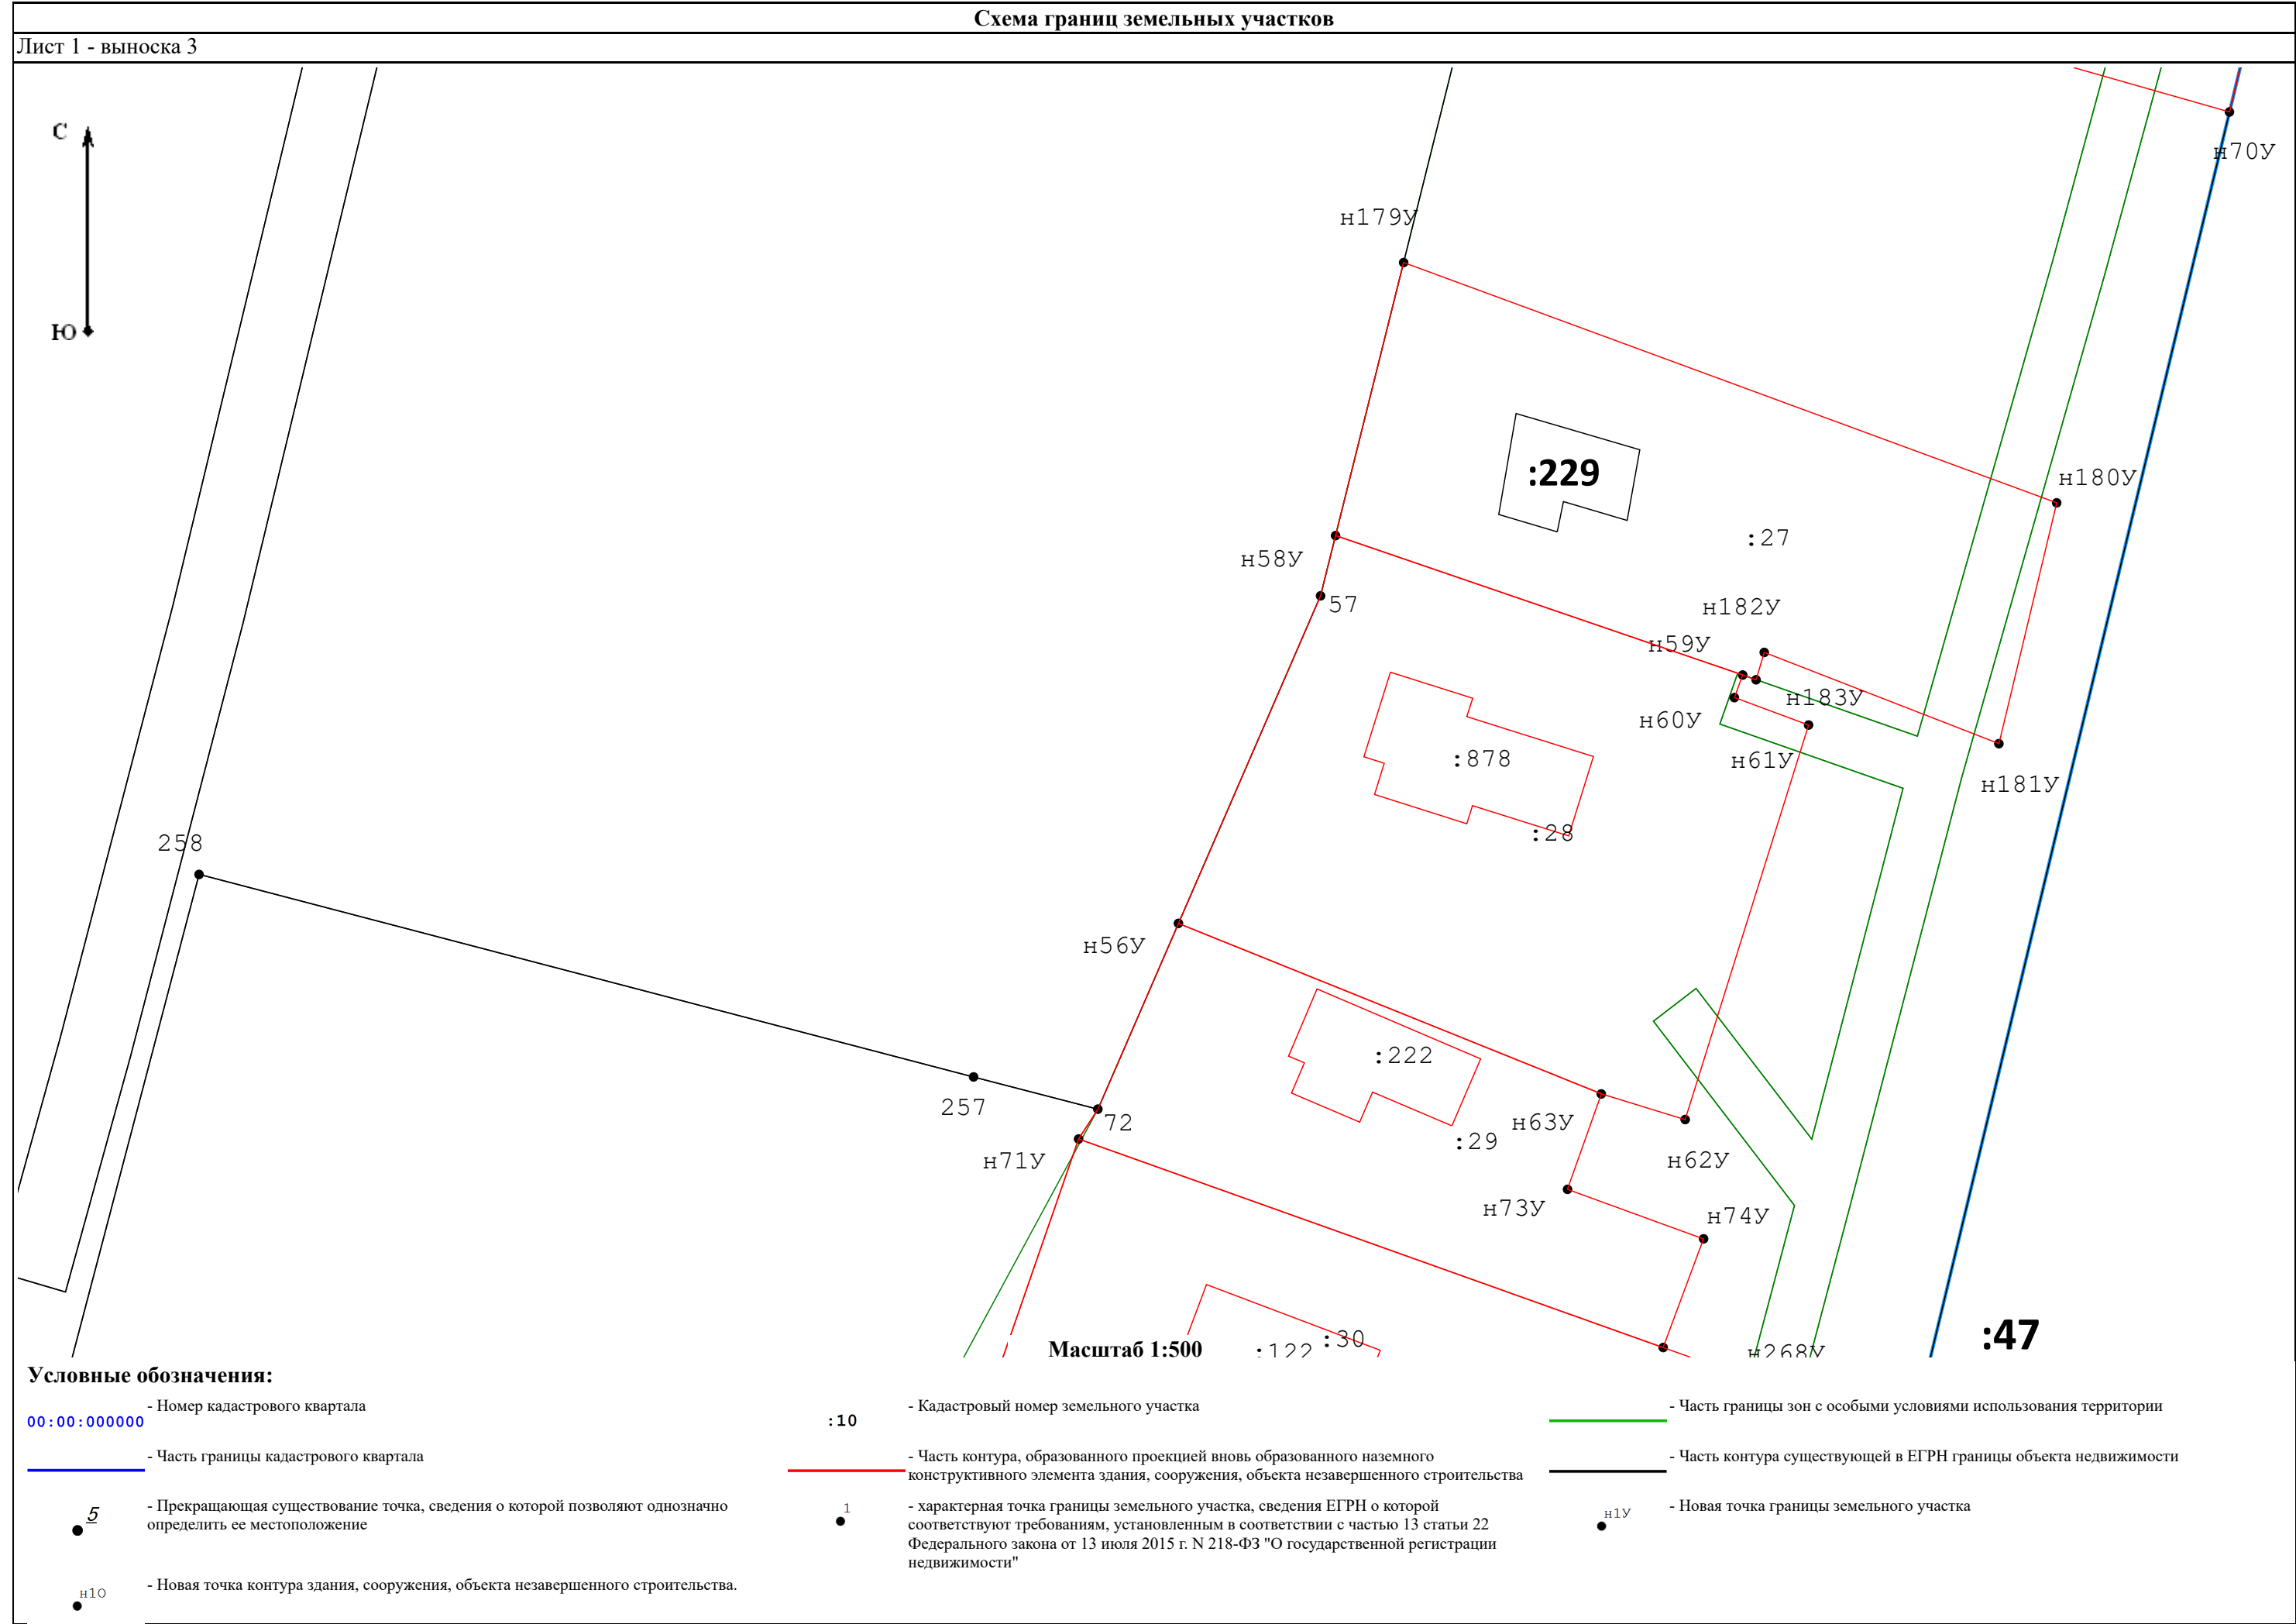 Схема границ земельных участков
Лист 1 - выноска 3
С
Ю
н70У
н179У
:229
н180У
:27
н58У
57
н182У
н59У
н183У
н60У
н61У
:878
н181У
:28
258
н56У
:222
257
72
н63У
:29
н71У
н62У
н73У
н74У
:47
:30
Масштаб 1:500
:122
н268У
Условные обозначения:
00:00:000000
- Номер кадастрового квартала
:10
- Кадастровый номер земельного участка
- Часть границы зон с особыми условиями использования территории
- Часть границы кадастрового квартала
- Часть контура, образованного проекцией вновь образованного наземного
конструктивного элемента здания, сооружения, объекта незавершенного строительства
- Часть контура существующей в ЕГРН границы объекта недвижимости
5
- Прекращающая существование точка, сведения о которой позволяют однозначно
определить ее местоположение
1
- характерная точка границы земельного участка, сведения ЕГРН о которой
соответствуют требованиям, установленным в соответствии с частью 13 статьи 22
Федерального закона от 13 июля 2015 г. N 218-ФЗ "О государственной регистрации
недвижимости"
н1У
- Новая точка границы земельного участка
н1О
- Новая точка контура здания, сооружения, объекта незавершенного строительства.